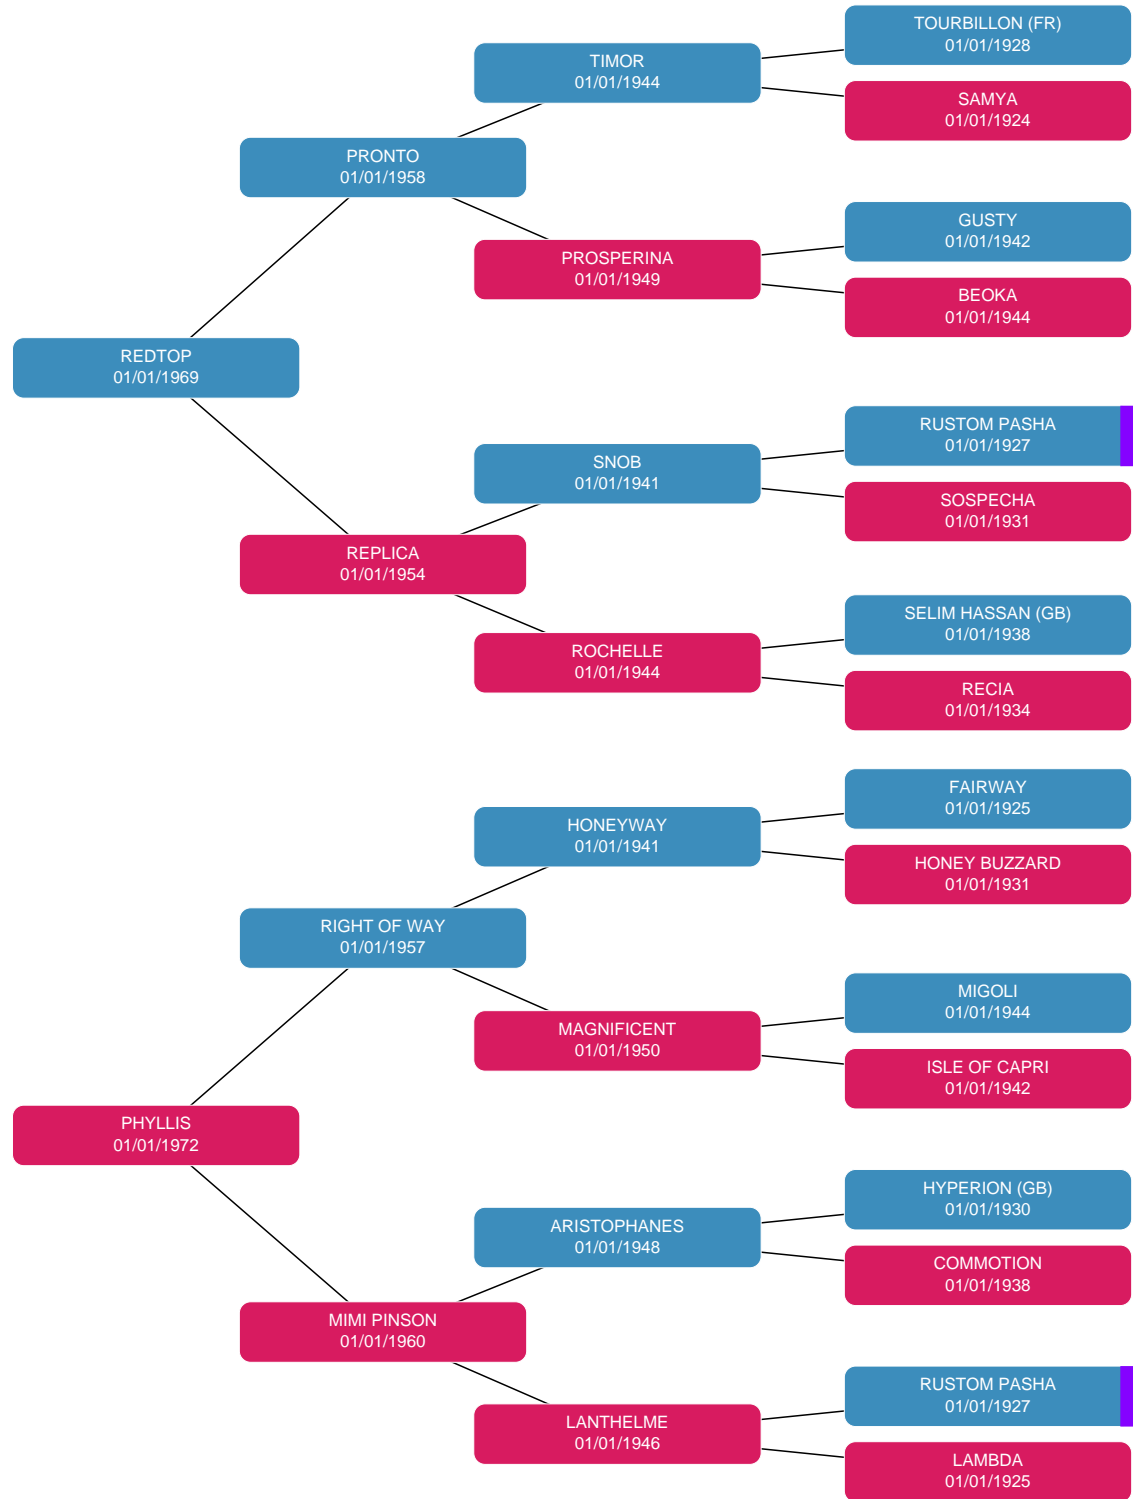 TOURBILLON (FR)
01/01/1928
TIMOR
01/01/1944
SAMYA
01/01/1924
PRONTO
01/01/1958
GUSTY
01/01/1942
PROSPERINA
01/01/1949
BEOKA
01/01/1944
REDTOP
01/01/1969
RUSTOM PASHA
01/01/1927
SNOB
01/01/1941
SOSPECHA
01/01/1931
REPLICA
01/01/1954
SELIM HASSAN (GB)
01/01/1938
ROCHELLE
01/01/1944
RECIA
01/01/1934
FAIRWAY
01/01/1925
HONEYWAY
01/01/1941
HONEY BUZZARD
01/01/1931
RIGHT OF WAY
01/01/1957
MIGOLI
01/01/1944
MAGNIFICENT
01/01/1950
ISLE OF CAPRI
01/01/1942
PHYLLIS
01/01/1972
HYPERION (GB)
01/01/1930
ARISTOPHANES
01/01/1948
COMMOTION
01/01/1938
MIMI PINSON
01/01/1960
RUSTOM PASHA
01/01/1927
LANTHELME
01/01/1946
LAMBDA
01/01/1925